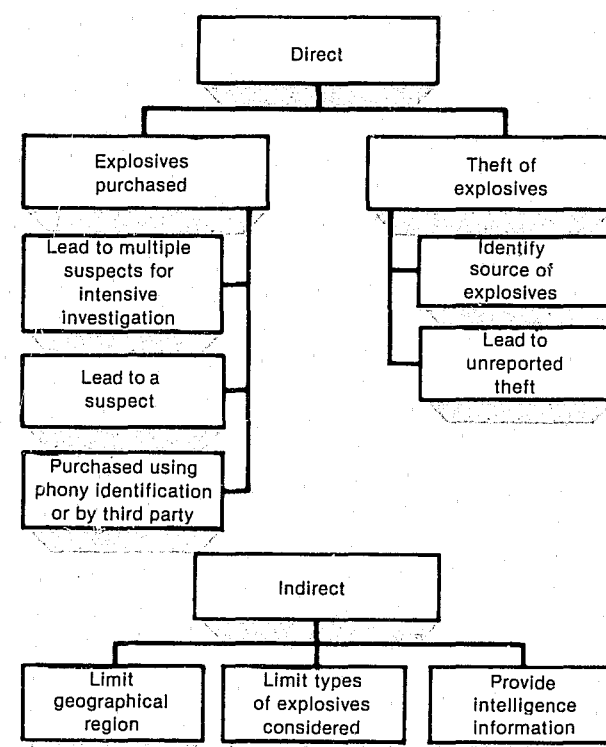 Direct
Explosives
purchased
Lead to multiple
suspects for
intensive
investigation
Lead to a
suspect
Purchased using
phony identification
or by third party
Theft of
explosives
Identify
source of
explosives
Lead to
unreported
theft
Indirect
Limit
geographical
region
Limit types
of explosives
considered
Provide
intelligence
information